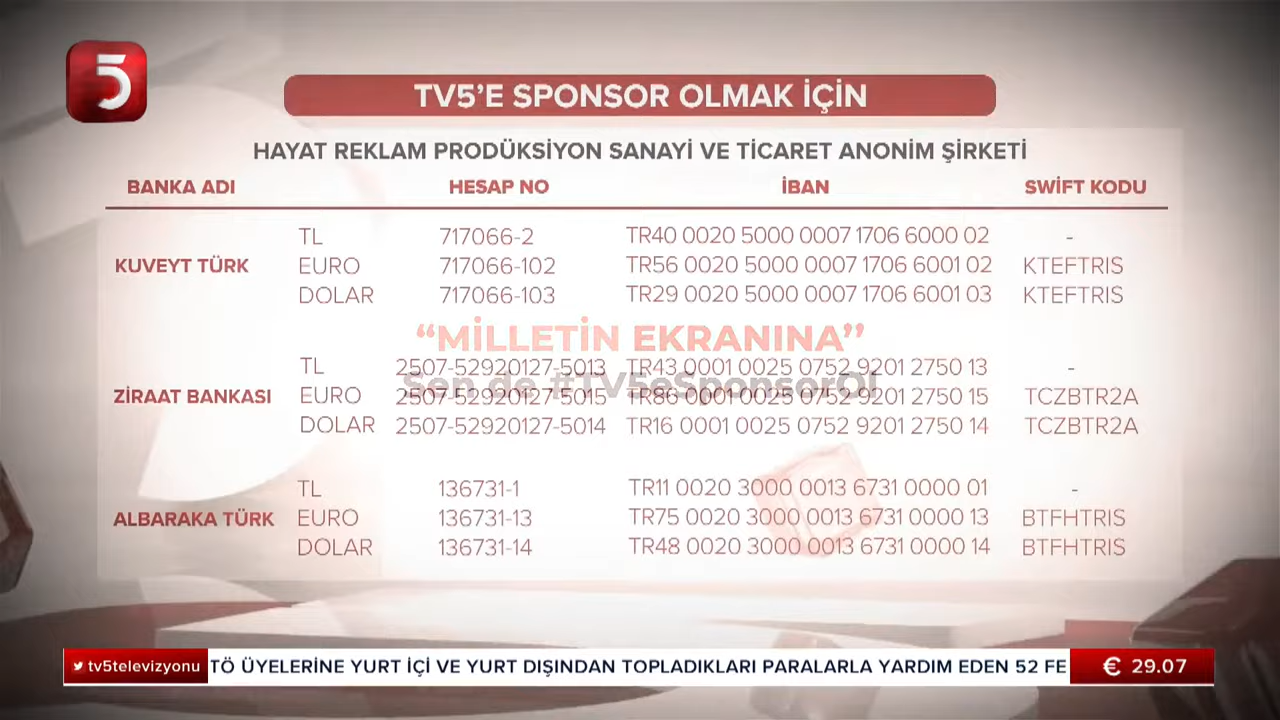 5
TV5'E SPONSOR OLMAK İÇİN
HAYAT REKLAM PRODÜKSİYON SANAYİ VE TİCARET ANONİM ŞİRKETİ
BANKA ADI HESAP NO İBAN SWİFT KODU
TL 717066-2 TR40 0020 5000 0007 1706 6000 02 -
KUVEYT TÜRK EURO 717066-102 TR56 0020 5000 0007 1706 6001 02 KTEFTRIS
DOLAR 717066-103 TR29 0020 5000 0007 1706 6001 03 KTEFTRIS
“MİLLETİN EKRANINA”
TL 2507-52920127-5013 TR43 0001 0025 0752 9201 2750 13 -
Sen de #TV5eSponsorOl
ZİRAAT BANKASI EURO 2507-52920127-5015 TR86 0001 0025 0752 9201 2750 15 TCZBTR2A
DOLAR 2507-52920127-5014 TR16 0001 0025 0752 9201 2750 14 TCZBTR2A
TL 136731-1 TR11 0020 3000 0013 6731 0000 01 -
ALBARAKA TÜRK EURO 136731-13 TR75 0020 3000 0013 6731 0000 13 BTFHTRIS
DOLAR 136731-14 TR48 0020 3000 0013 6731 0000 14 BTFHTRIS
tv5televizyonu TÖ ÜYELERİNE YURT İÇİ VE YURT DIŞINDAN TOPLADIKLARI PARALARLA YARDIM EDEN 52 FE € 29.07